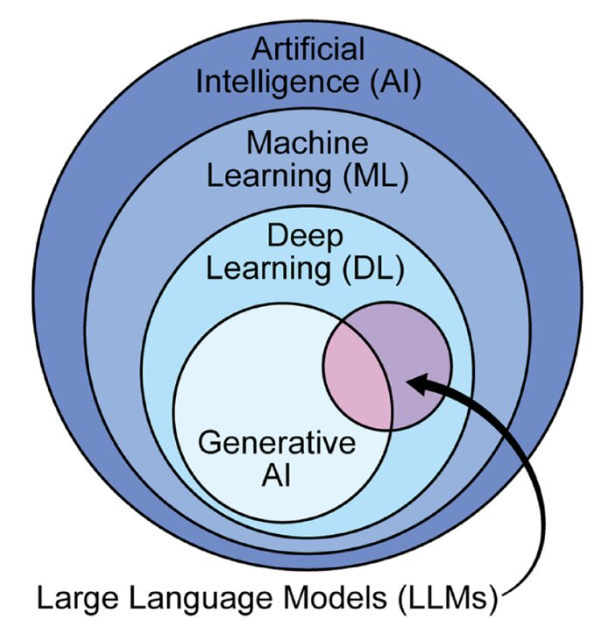 Artificial
Intelligence (AI)
Machine
Learning (ML)
Deep
Learning (DL)
Generative
AI
Large Language Models (LLMs)